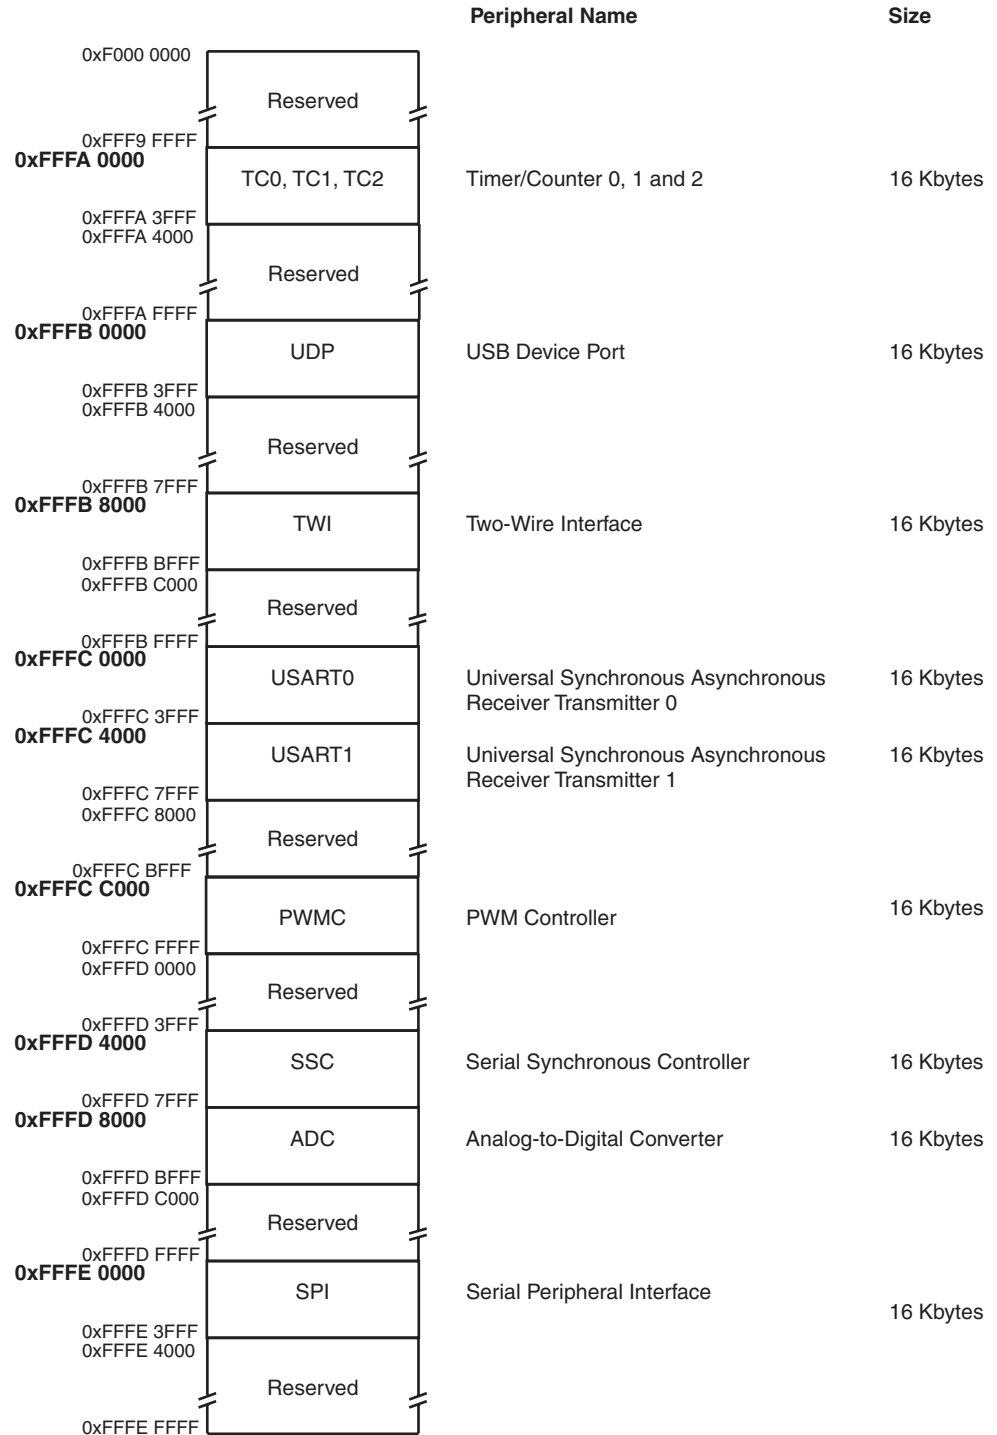 Peripheral Name Size
0xF000 0000
Reserved
0xFFF9 FFFF
0xFFFA 0000
TC0, TC1, TC2 Timer/Counter 0, 1 and 2 16 Kbytes
0xFFFA 3FFF
0xFFFA 4000
Reserved
0xFFFA FFFF
0xFFFB 0000
UDP USB Device Port 16 Kbytes
0xFFFB 3FFF
0xFFFB 4000
Reserved
0xFFFB 7FFF
0xFFFB 8000
TWI Two-Wire Interface 16 Kbytes
0xFFFB BFFF
0xFFFB C000
Reserved
0xFFFB FFFF
0xFFFC 0000
USART0 Universal Synchronous Asynchronous 16 Kbytes
Receiver Transmitter 0
0xFFFC 3FFF
0xFFFC 4000
USART1 Universal Synchronous Asynchronous 16 Kbytes
Receiver Transmitter 1
0xFFFC 7FFF
0xFFFC 8000
Reserved
0xFFFC BFFF
0xFFFC C000
PWMC PWM Controller 16 Kbytes
0xFFFC FFFF
0xFFFD 0000
Reserved
0xFFFD 3FFF
0xFFFD 4000
SSC Serial Synchronous Controller 16 Kbytes
0xFFFD 7FFF
0xFFFD 8000
ADC Analog-to-Digital Converter 16 Kbytes
0xFFFD BFFF
0xFFFD C000
Reserved
0xFFFD FFFF
0xFFFE 0000
SPI Serial Peripheral Interface
16 Kbytes
0xFFFE 3FFF
0xFFFE 4000
Reserved
0xFFFE FFFF